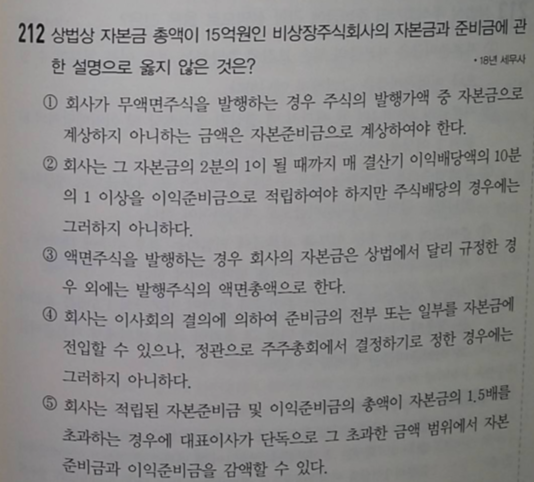 212 상법상 자본금 총액이 15억원인 비상장주식회사의 자본금과 준비금에 관
한 설명으로 옳지 않은 것은?
• 18년 세무사
① 회사가 무액면주식을 발행하는 경우 주식의 발행가액 중 자본금으로
계상하지 아니하는 금액은 자본준비금으로 계상하여야 한다.
② 회사는 그 자본금의 2분의 1이 될 때까지 매 결산기 이익배당액의 10분
의 1 이상을 이익준비금으로 적립하여야 하지만 주식배당의 경우에는
그러하지 아니하다.
③ 액면주식을 발행하는 경우 회사의 자본금은 상법에서 달리 규정한 경
우 외에는 발행주식의 액면총액으로 한다.
④ 회사는 이사회의 결의에 의하여 준비금의 전부 또는 일부를 자본금에
전입할 수 있으나, 정관으로 주주총회에서 결정하기로 정한 경우에는
그러하지 아니하다.
⑤ 회사는 적립된 자본준비금 및 이익준비금의 총액이 자본금의 1.5배를
초과하는 경우에 대표이사가 단독으로 그 초과한 금액 범위에서 자본
준비금과 이익준비금을 감액할 수 있다.